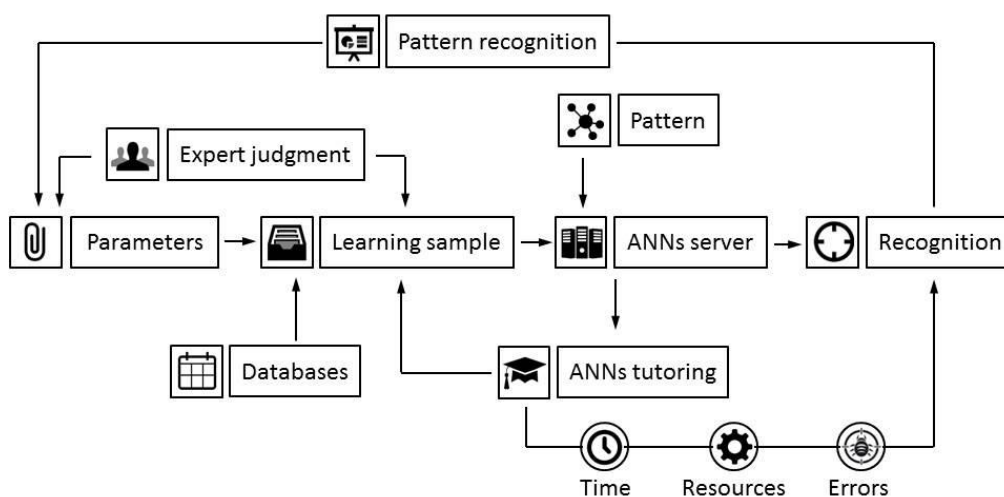 Pattern recognition
Pattern
Expert judgment
Parameters
Learning sample
ANNs server
Recognition
Databases
ANNs tutoring
Time
Resources
Errors